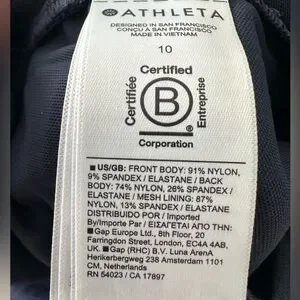 ATHLETA
DESIGNED IN SAN FRANCISCO
CONÇU À SAN FRANCISCO
MADE IN VIETNAM
10
Certified
Certifiée
B
Entreprise
Corporation
■ US/GB: FRONT BODY: 91% NYLON,
9% SPANDEX / ELASTANE / BACK
BODY: 74% NYLON, 26% SPANDEX /
ELASTANE / MESH LINING: 87%
NYLON, 13% SPANDEX / ELASTANE
DISTRIBUIDO POR / Imported
By/Importe Par / ΕΙΣΑΓΕΤΑΙ ΑΠΟ ΤΗΝ:
■ Gap Europe Ltd., 8th Floor, 20
Farringdon Street, London, EC4A 4AB,
UK. ■ Gap (RHC) B.V. Luna ArenA
Herikerbergweg 238 Amsterdam 1101
CM, Netherlands
RN 54023 / CA 17897